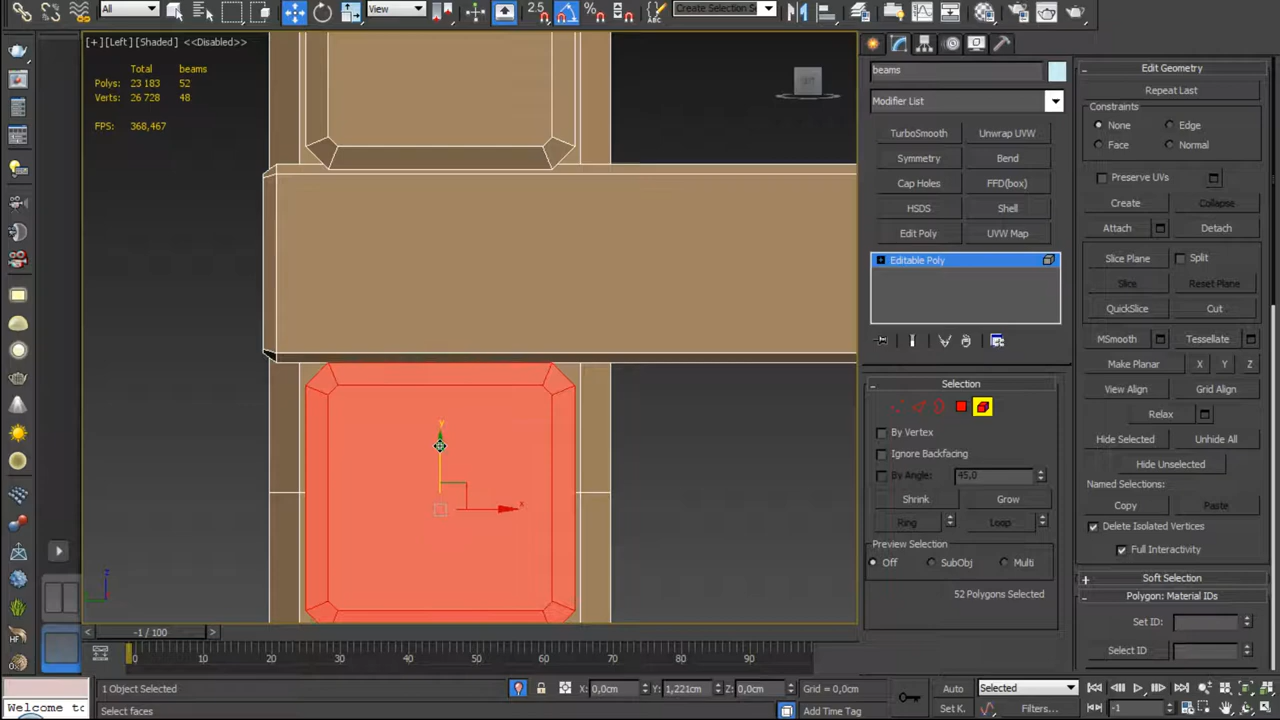 All
View
2.5
Create Selection Se
[+] [Left] [Shaded] <<Disabled>>
Total beams
Polys: 23 183 52
Verts: 26 728 48
FPS: 368,467
y
x
z
beams
Modifier List
TurboSmooth Unwrap UVW
Symmetry Bend
Cap Holes FFD(box)
HSDS Shell
Edit Poly UVW Map
Editable Poly
Selection
By Vertex
Ignore Backfacing
By Angle: 45,0
Shrink Grow
Ring Loop
Preview Selection
Off SubObj Multi
52 Polygons Selected
Edit Geometry
Repeat Last
Constraints
None Edge
Face Normal
Preserve UVs
Create Collapse
Attach Detach
Slice Plane Split
Slice Reset Plane
QuickSlice Cut
MSmooth Tessellate
Make Planar X Y Z
View Align Grid Align
Relax
Hide Selected Unhide All
Hide Unselected
Named Selections:
Copy Paste
Delete Isolated Vertices
Full Interactivity
Soft Selection
Polygon: Material IDs
Set ID:
Select ID
< -1 / 100 >
0 10 20 30 40 50 60 70 80 90
1 Object Selected X: 0,0cm Y: 1,221cm Z: 0,0cm Grid = 0,0cm Auto Selected
Welcome to Select faces Add Time Tag Set K. Filters... -1